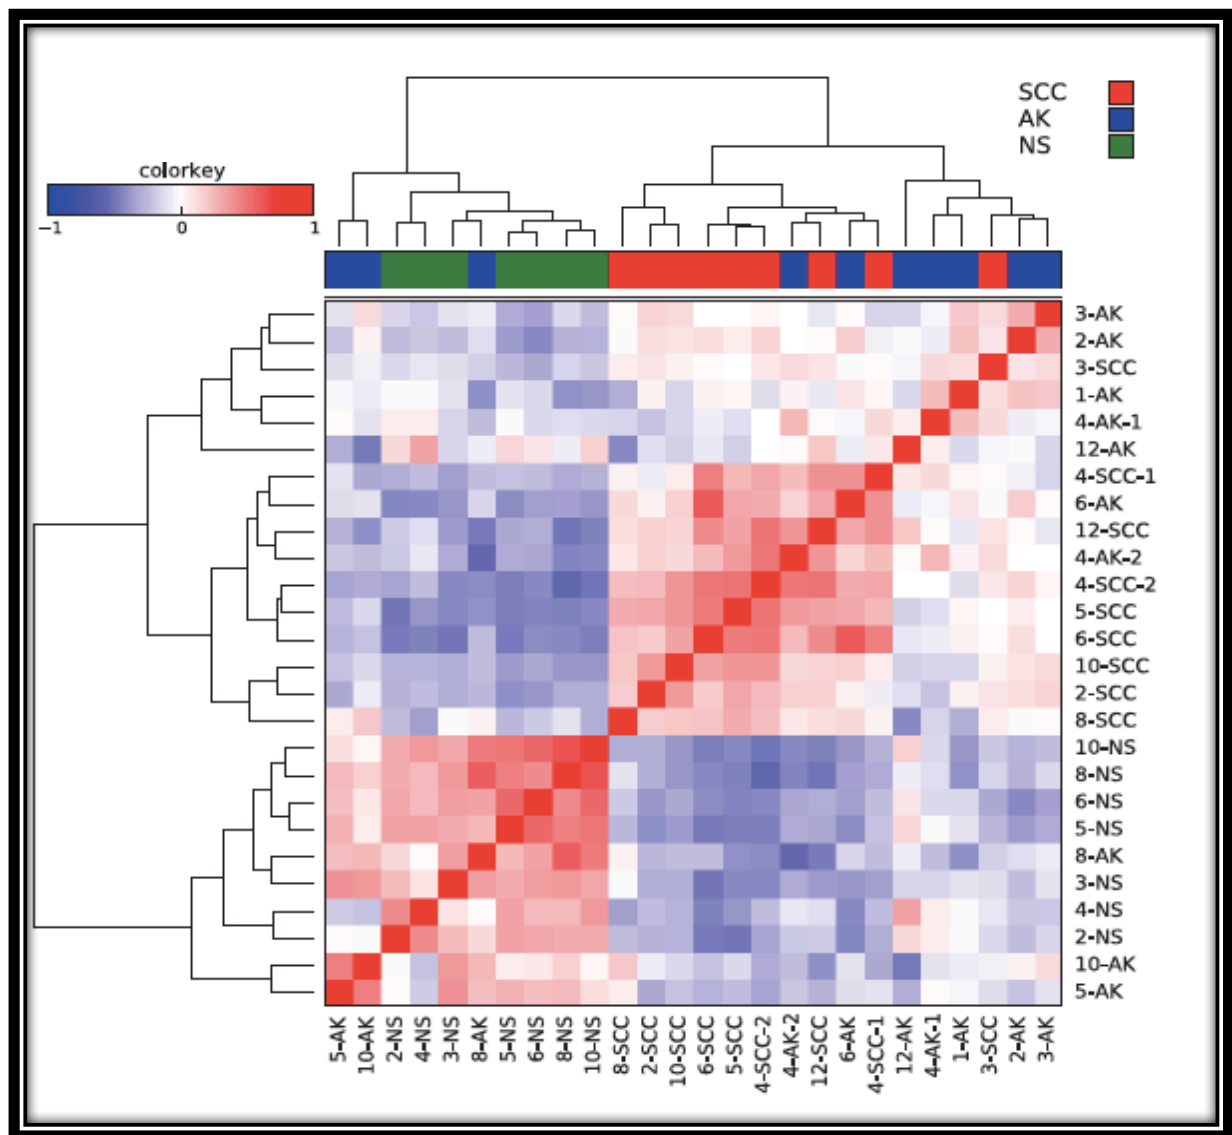 SCC
AK
NS
colorkey
−1 0 1
3-AK
2-AK
3-SCC
1-AK
4-AK-1
12-AK
4-SCC-1
6-AK
12-SCC
4-AK-2
4-SCC-2
5-SCC
6-SCC
10-SCC
2-SCC
8-SCC
10-NS
8-NS
6-NS
5-NS
8-AK
3-NS
4-NS
2-NS
10-AK
5-AK
5-AK
10-AK
2-NS
4-NS
3-NS
8-AK
5-NS
6-NS
8-NS
10-NS
8-SCC
2-SCC
10-SCC
6-SCC
5-SCC
4-SCC-2
4-AK-2
12-SCC
6-AK
4-SCC-1
12-AK
4-AK-1
1-AK
3-SCC
2-AK
3-AK